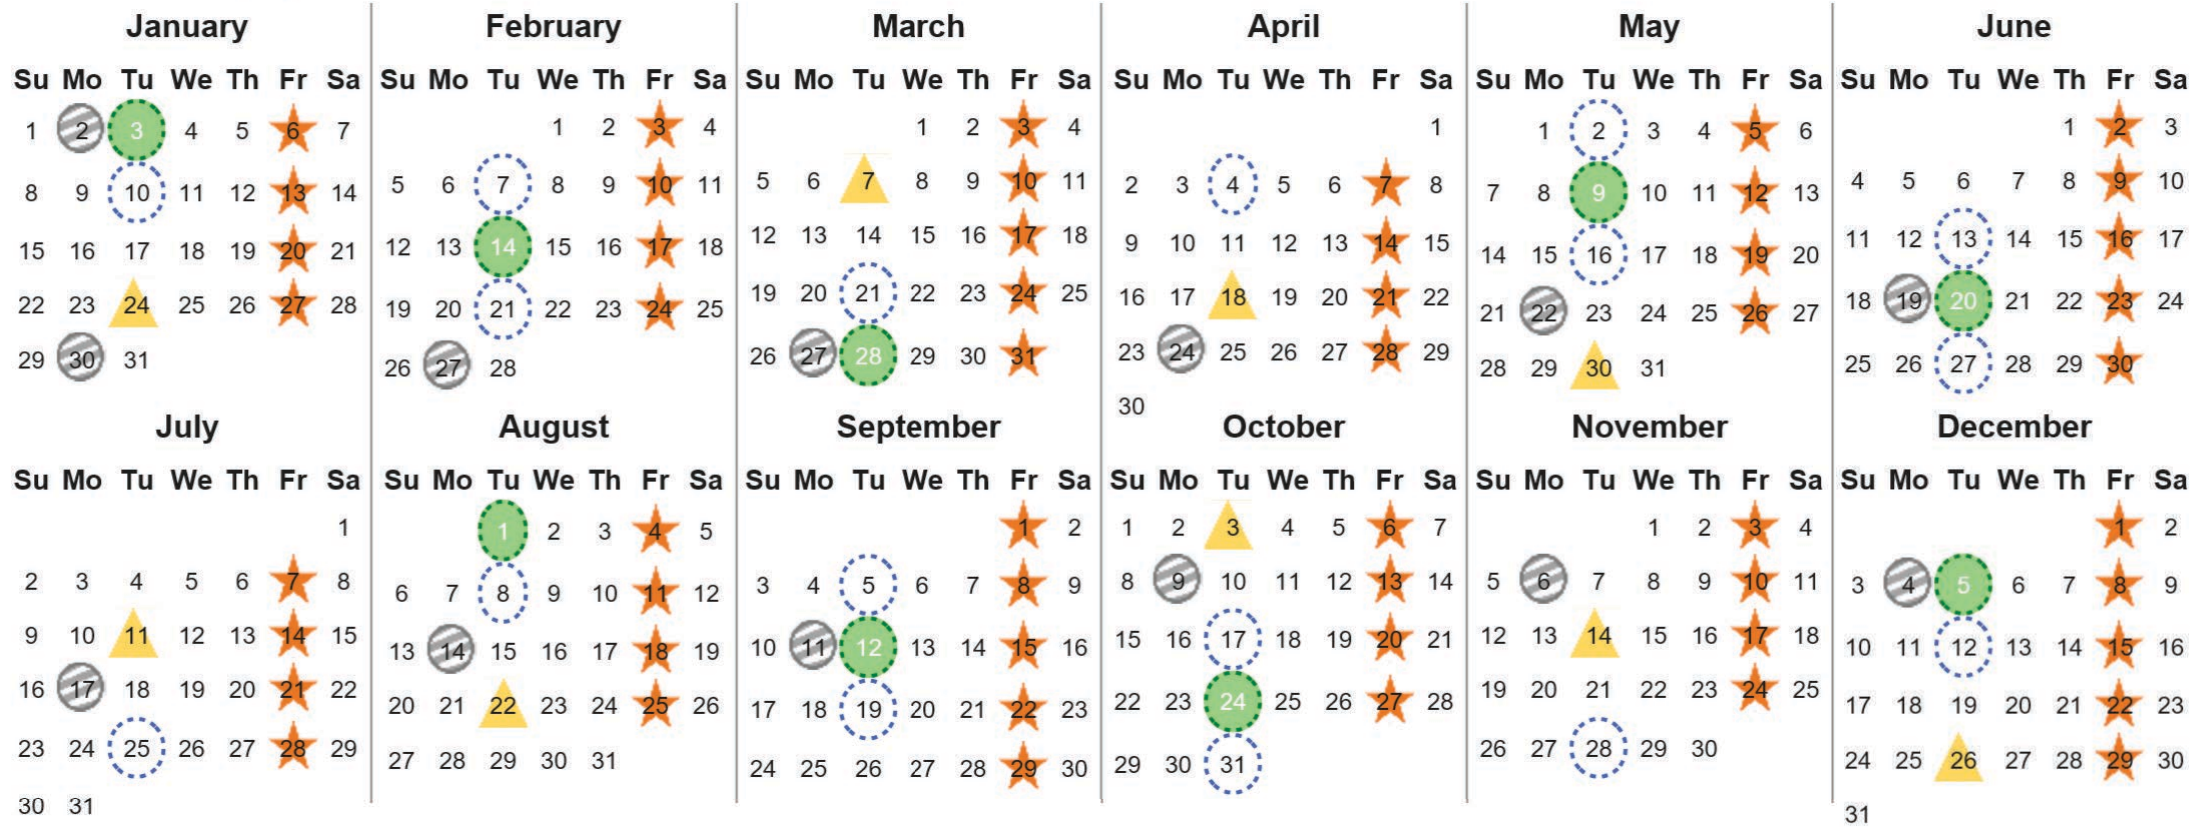 January
Su Mo Tu We Th Fr Sa
1 2 3 4 5 6 7
8 9 10 11 12 13 14
15 16 17 18 19 20 21
22 23 24 25 26 27 28
29 30 31
February
Su Mo Tu We Th Fr Sa
1 2 3 4
5 6 7 8 9 10 11
12 13 14 15 16 17 18
19 20 21 22 23 24 25
26 27 28
March
Su Mo Tu We Th Fr Sa
1 2 3 4
5 6 7 8 9 10 11
12 13 14 15 16 17 18
19 20 21 22 23 24 25
26 27 28 29 30 31
April
Su Mo Tu We Th Fr Sa
1
2 3 4 5 6 7 8
9 10 11 12 13 14 15
16 17 18 19 20 21 22
23 24 25 26 27 28 29
30
May
Su Mo Tu We Th Fr Sa
1 2 3 4 5 6
7 8 9 10 11 12 13
14 15 16 17 18 19 20
21 22 23 24 25 26 27
28 29 30 31
June
Su Mo Tu We Th Fr Sa
1 2 3
4 5 6 7 8 9 10
11 12 13 14 15 16 17
18 19 20 21 22 23 24
25 26 27 28 29 30
July
Su Mo Tu We Th Fr Sa
1
2 3 4 5 6 7 8
9 10 11 12 13 14 15
16 17 18 19 20 21 22
23 24 25 26 27 28 29
30 31
August
Su Mo Tu We Th Fr Sa
1 2 3 4 5
6 7 8 9 10 11 12
13 14 15 16 17 18 19
20 21 22 23 24 25 26
27 28 29 30 31
September
Su Mo Tu We Th Fr Sa
1 2
3 4 5 6 7 8 9
10 11 12 13 14 15 16
17 18 19 20 21 22 23
24 25 26 27 28 29 30
October
Su Mo Tu We Th Fr Sa
1 2 3 4 5 6 7
8 9 10 11 12 13 14
15 16 17 18 19 20 21
22 23 24 25 26 27 28
29 30 31
November
Su Mo Tu We Th Fr Sa
1 2 3 4
5 6 7 8 9 10 11
12 13 14 15 16 17 18
19 20 21 22 23 24 25
26 27 28 29 30
December
Su Mo Tu We Th Fr Sa
1 2
3 4 5 6 7 8 9
10 11 12 13 14 15 16
17 18 19 20 21 22 23
24 25 26 27 28 29 30
31